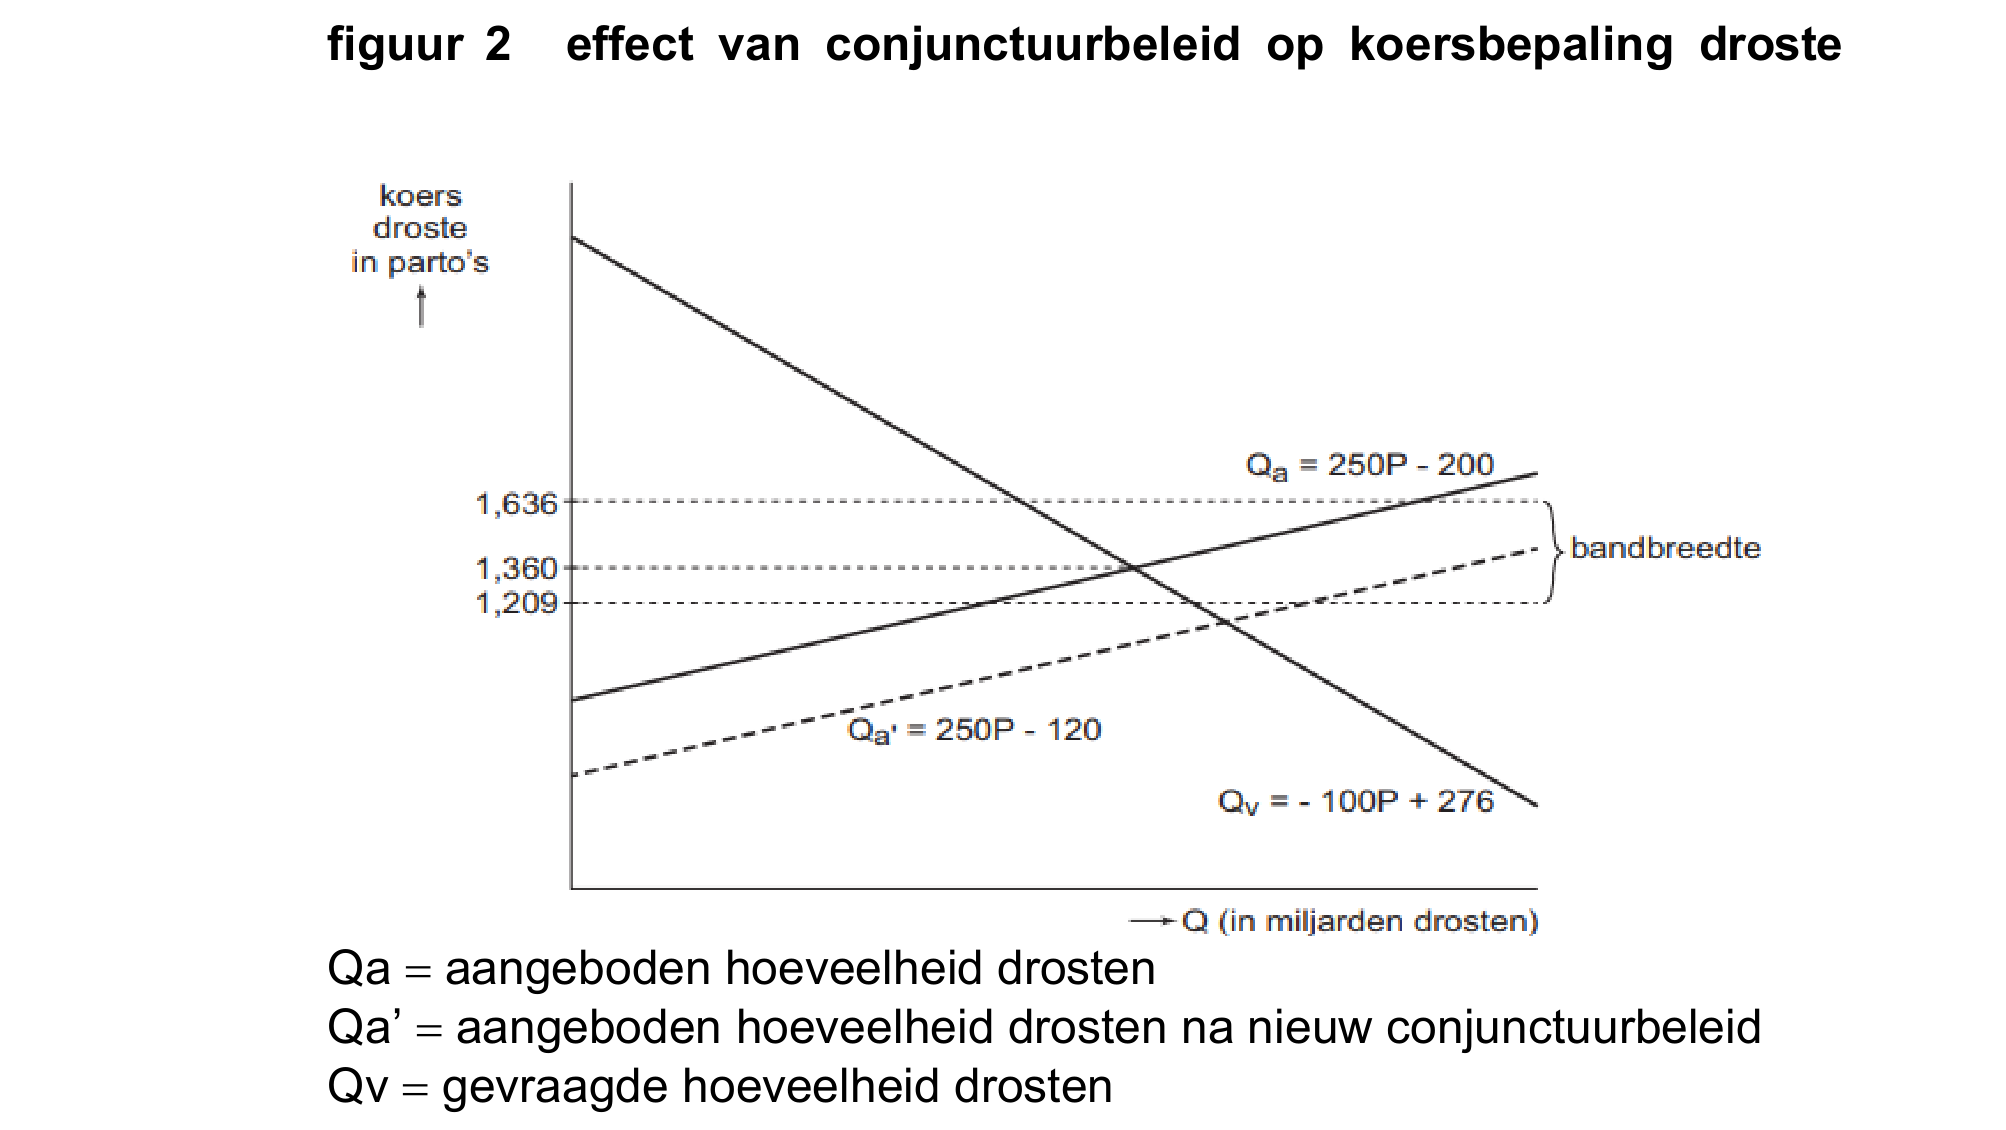 figuur 2 effect van conjunctuurbeleid op koersbepaling droste
koers
droste
in parto's
Qa = 250P - 200
1,636
bandbreedte
1,360
1,209
Qa' = 250P - 120
Qv = - 100P + 276
Q (in miljarden drosten)
Qa = aangeboden hoeveelheid drosten
Qa’ = aangeboden hoeveelheid drosten na nieuw conjunctuurbeleid
Qv = gevraagde hoeveelheid drosten